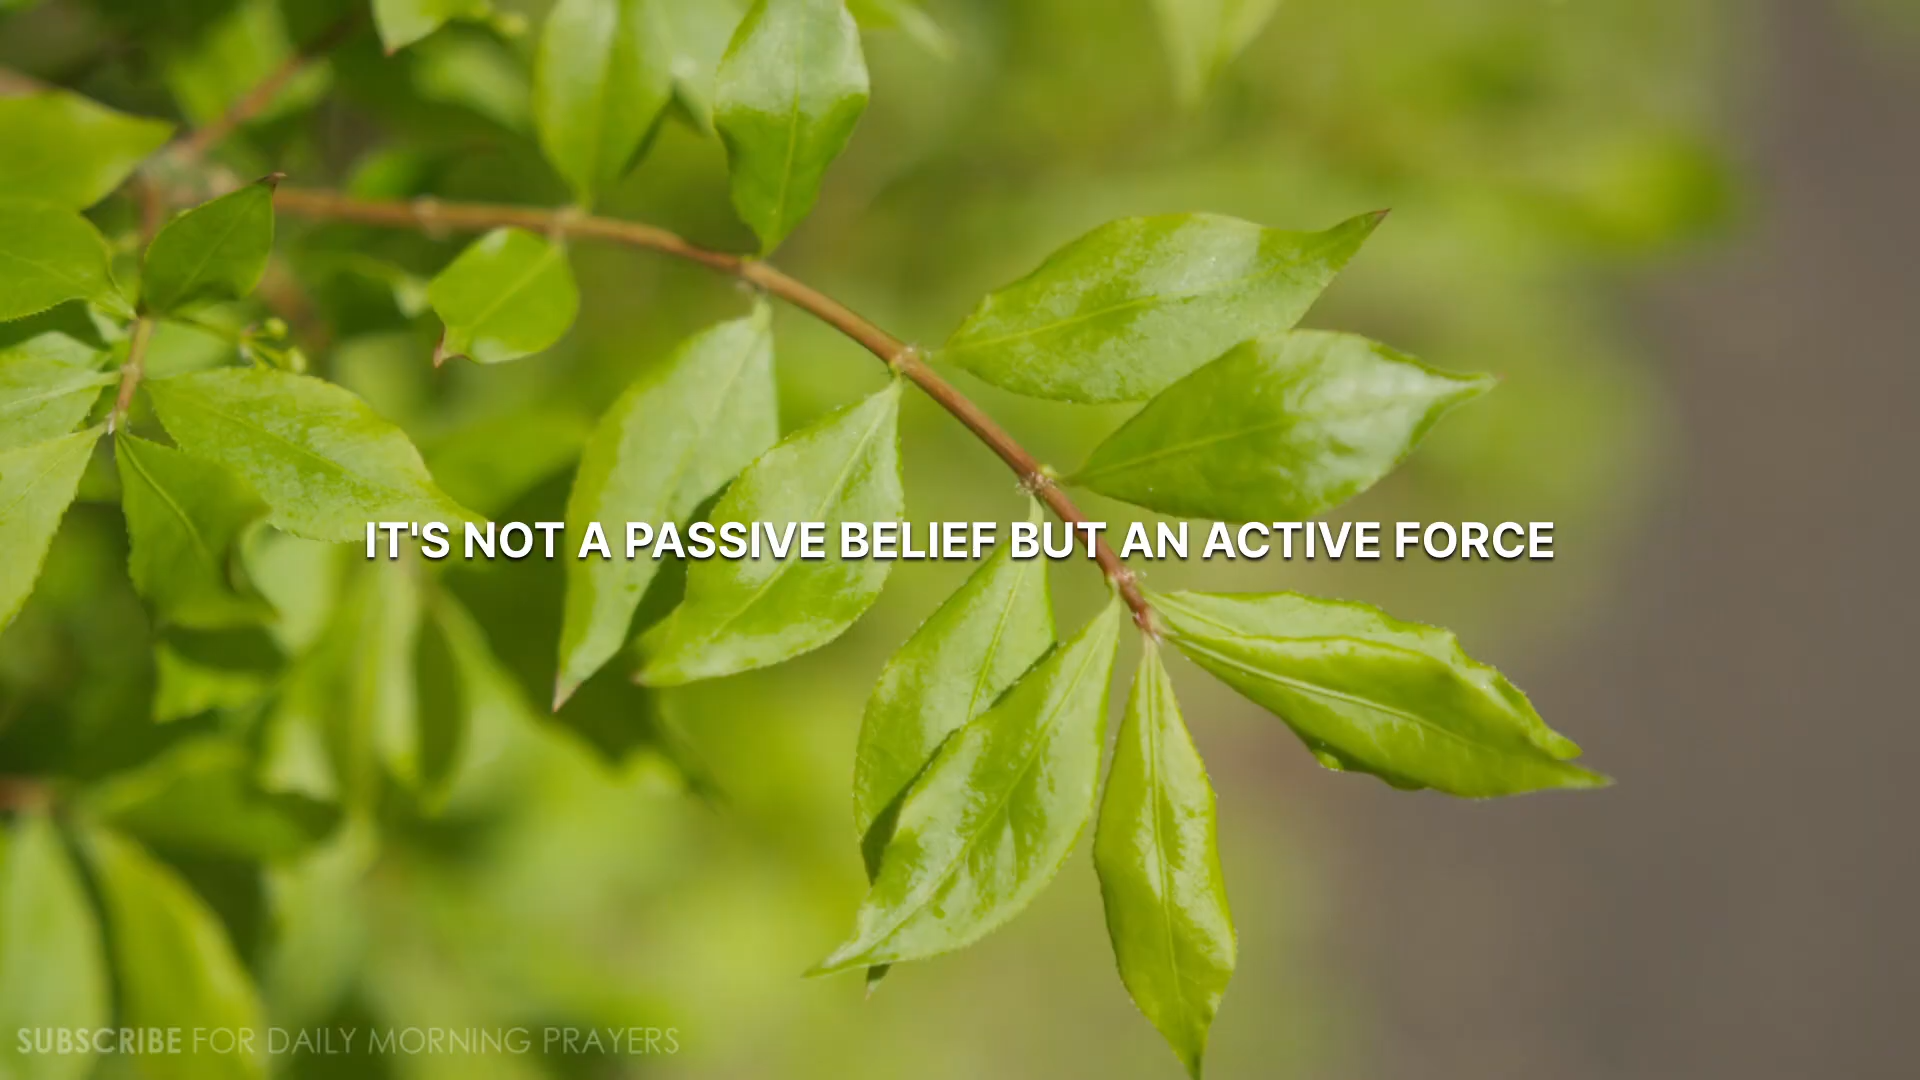 IT'S NOT A PASSIVE BELIEF BUT AN ACTIVE FORCE
SUBSCRIBE FOR DAILY MORNING PRAYERS